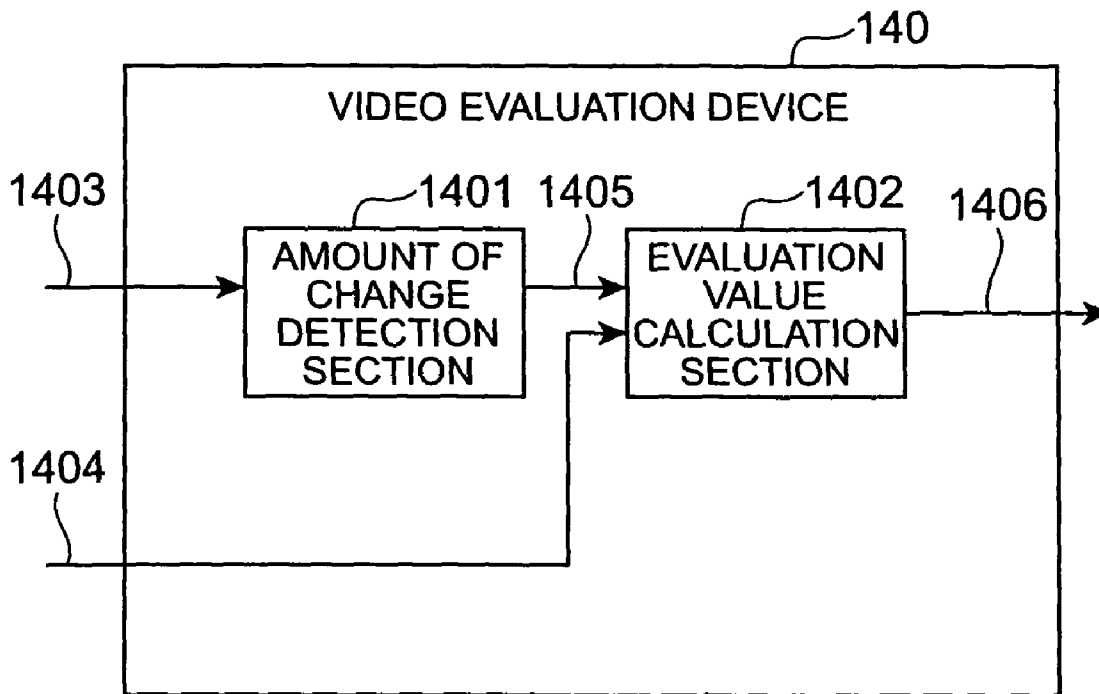 140
VIDEO EVALUATION DEVICE
1403
1401
1405
1402
1406
AMOUNT OF
CHANGE
DETECTION
SECTION
EVALUATION
VALUE
CALCULATION
SECTION
1404